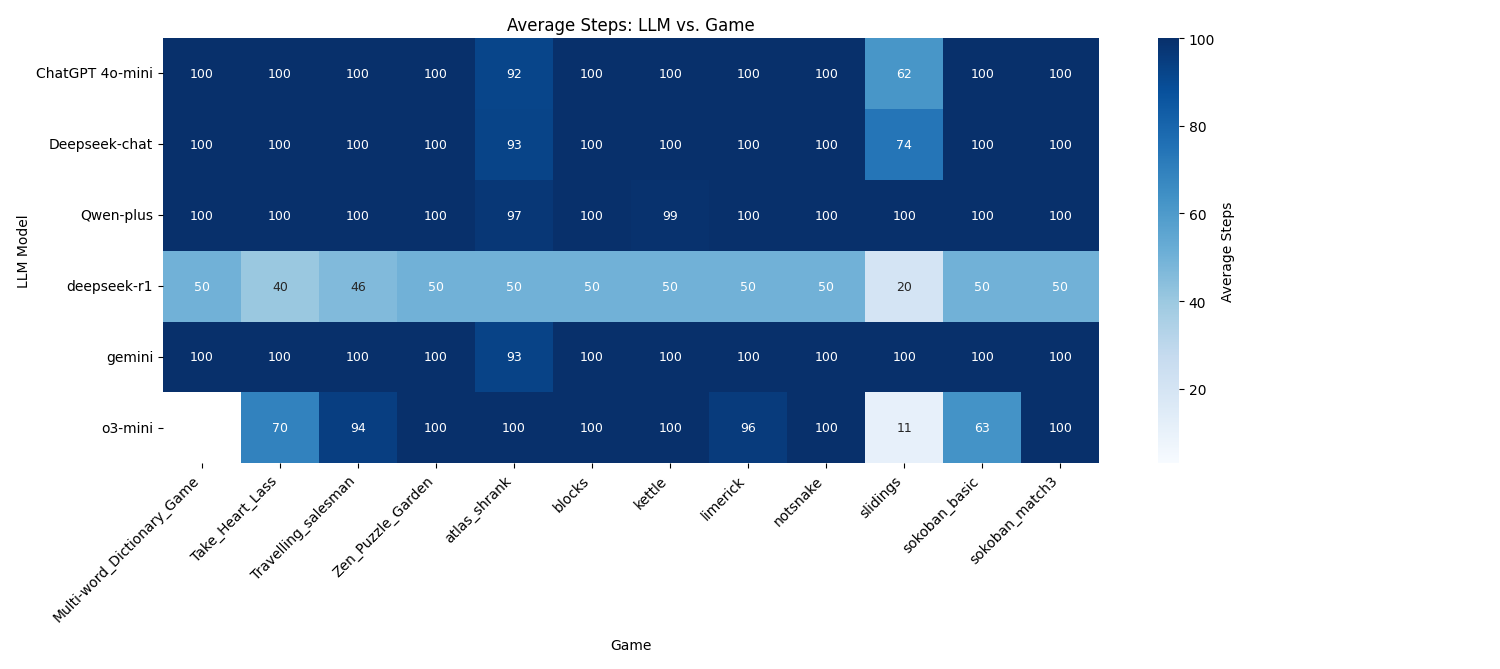 Average Steps: LLM vs. Game
LLM Model
ChatGPT 4o-mini 100 100 100 100 92 100 100 100 100 62 100 100
Deepseek-chat 100 100 100 100 93 100 100 100 100 74 100 100
Qwen-plus 100 100 100 100 97 100 99 100 100 100 100 100
deepseek-r1 50 40 46 50 50 50 50 50 50 20 50 50
gemini 100 100 100 100 93 100 100 100 100 100 100 100
o3-mini 70 94 100 100 100 100 96 100 11 63 100
Multi-word_Dictionary_Game
Take_Heart_Lass
Travelling_salesman
Zen_Puzzle_Garden
atlas_shrank
blocks
kettle
limerick
notsnake
slidings
sokoban_basic
sokoban_match3
Game
100
80
60
40
20
Average Steps